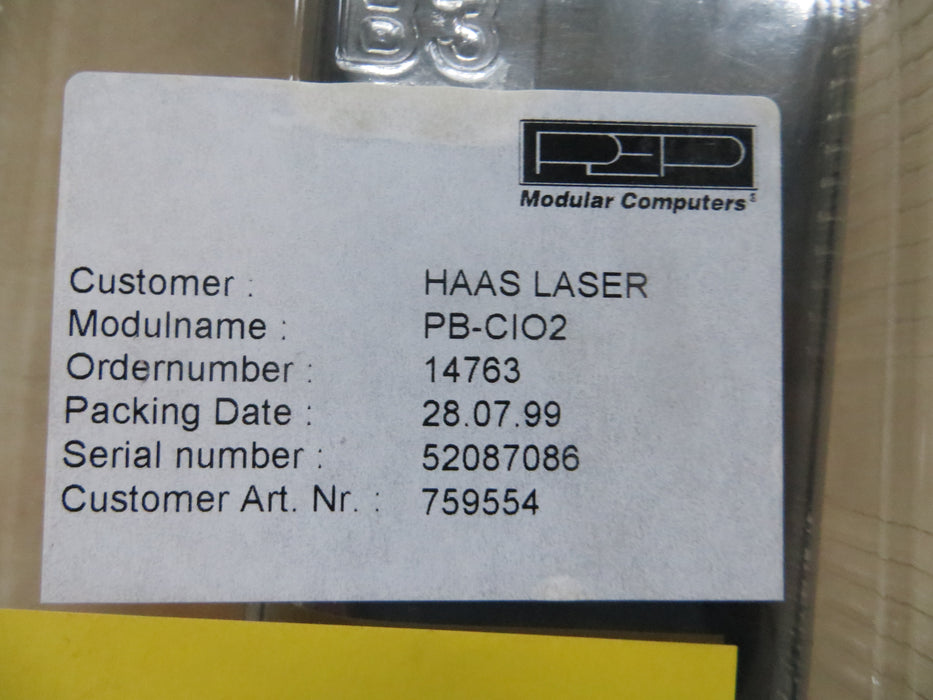 B3
PEP
Modular Computers
Customer : HAAS LASER
Modulname : PB-CIO2
Ordernumber : 14763
Packing Date : 28.07.99
Serial number : 52087086
Customer Art. Nr. : 759554